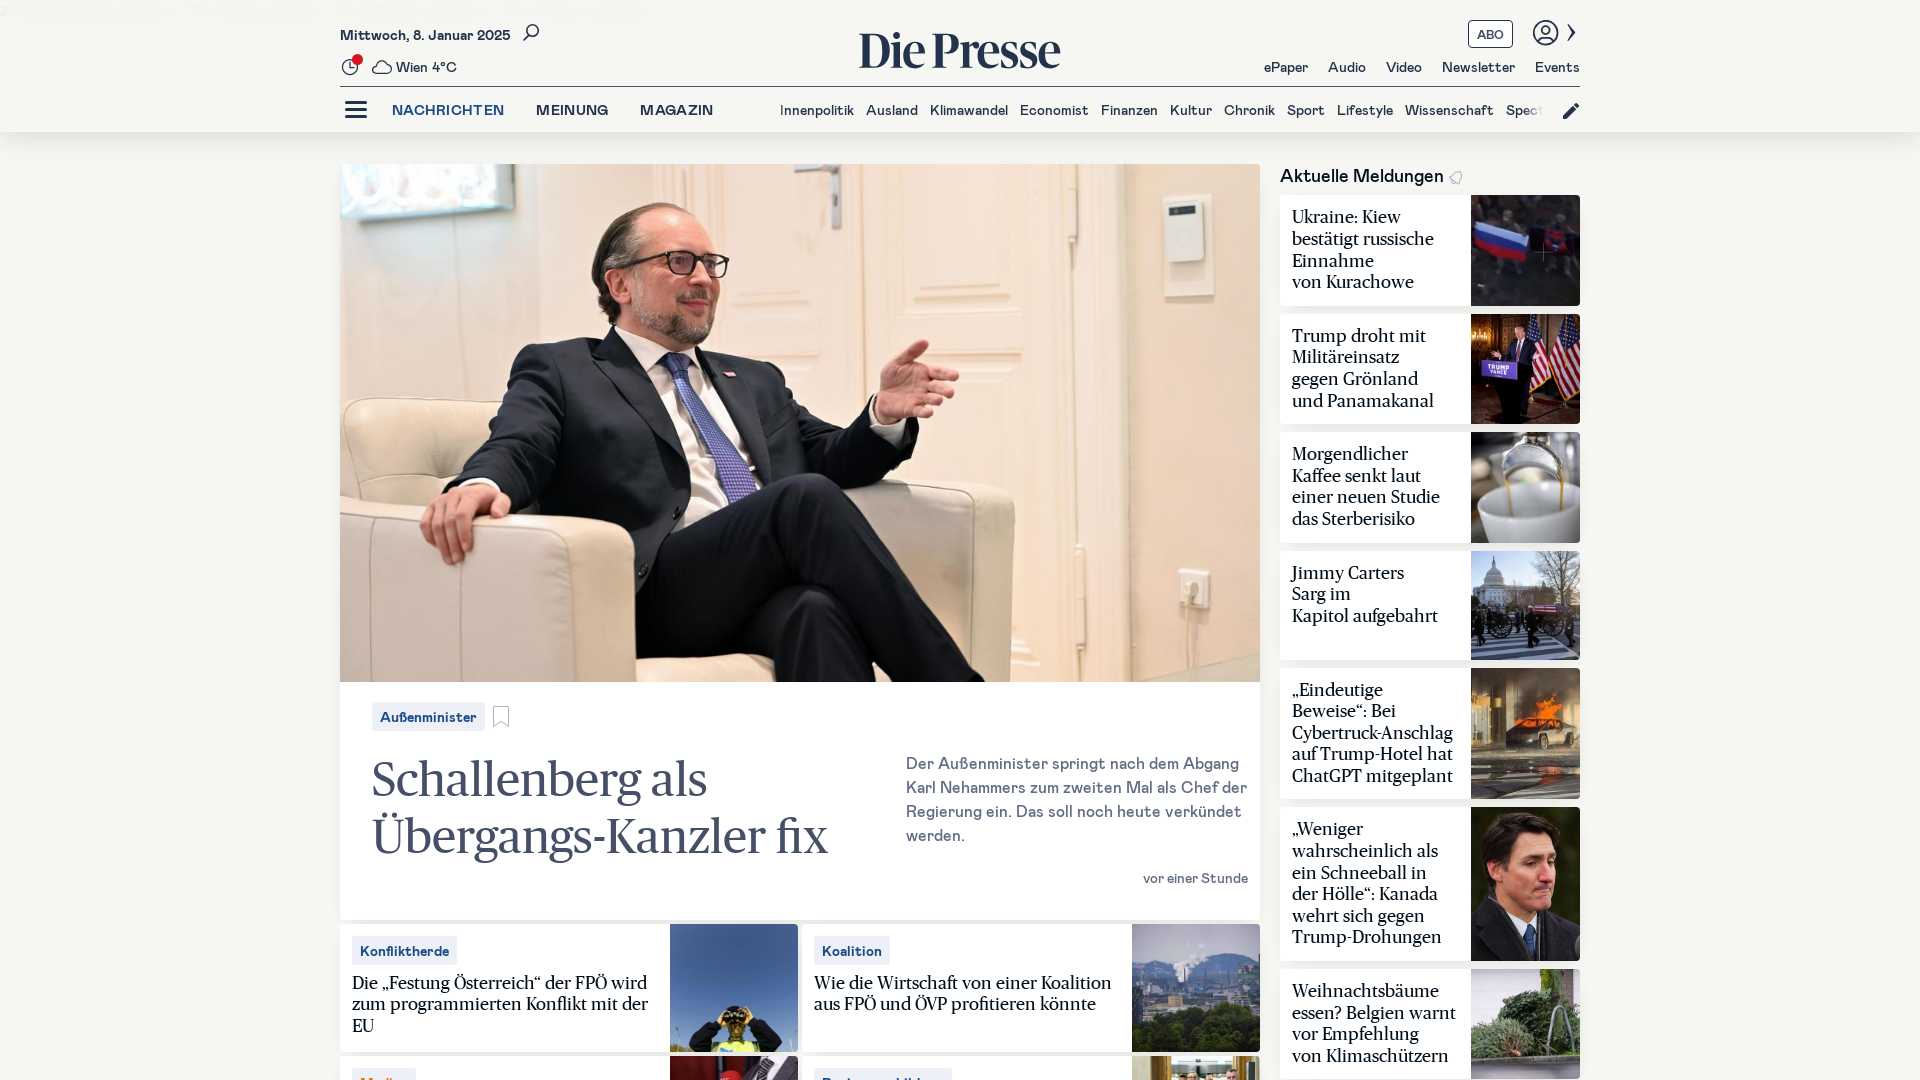 Mittwoch, 8. Januar 2025
Wien 4°C
Die Presse
ABO
ePaper Audio Video Newsletter Events
NACHRICHTEN MEINUNG MAGAZIN
Innenpolitik Ausland Klimawandel Economist Finanzen Kultur Chronik Sport Lifestyle Wissenschaft Spect
Außenminister
Schallenberg als
Übergangs-Kanzler fix
Der Außenminister springt nach dem Abgang
Karl Nehammers zum zweiten Mal als Chef der
Regierung ein. Das soll noch heute verkündet
werden.
vor einer Stunde
Konfliktherde
Die „Festung Österreich“ der FPÖ wird
zum programmierten Konflikt mit der
EU
Koalition
Wie die Wirtschaft von einer Koalition
aus FPÖ und ÖVP profitieren könnte
Aktuelle Meldungen
Ukraine: Kiew
bestätigt russische
Einnahme
von Kurachowe
Trump droht mit
Militäreinsatz
gegen Grönland
und Panamakanal
TRUMP
VANCE
Morgendlicher
Kaffee senkt laut
einer neuen Studie
das Sterberisiko
Jimmy Carters
Sarg im
Kapitol aufgebahrt
„Eindeutige
Beweise“: Bei
Cybertruck-Anschlag
auf Trump-Hotel hat
ChatGPT mitgeplant
„Weniger
wahrscheinlich als
ein Schneeball in
der Hölle“: Kanada
wehrt sich gegen
Trump-Drohungen
Weihnachtsbäume
essen? Belgien warnt
vor Empfehlung
von Klimaschützern